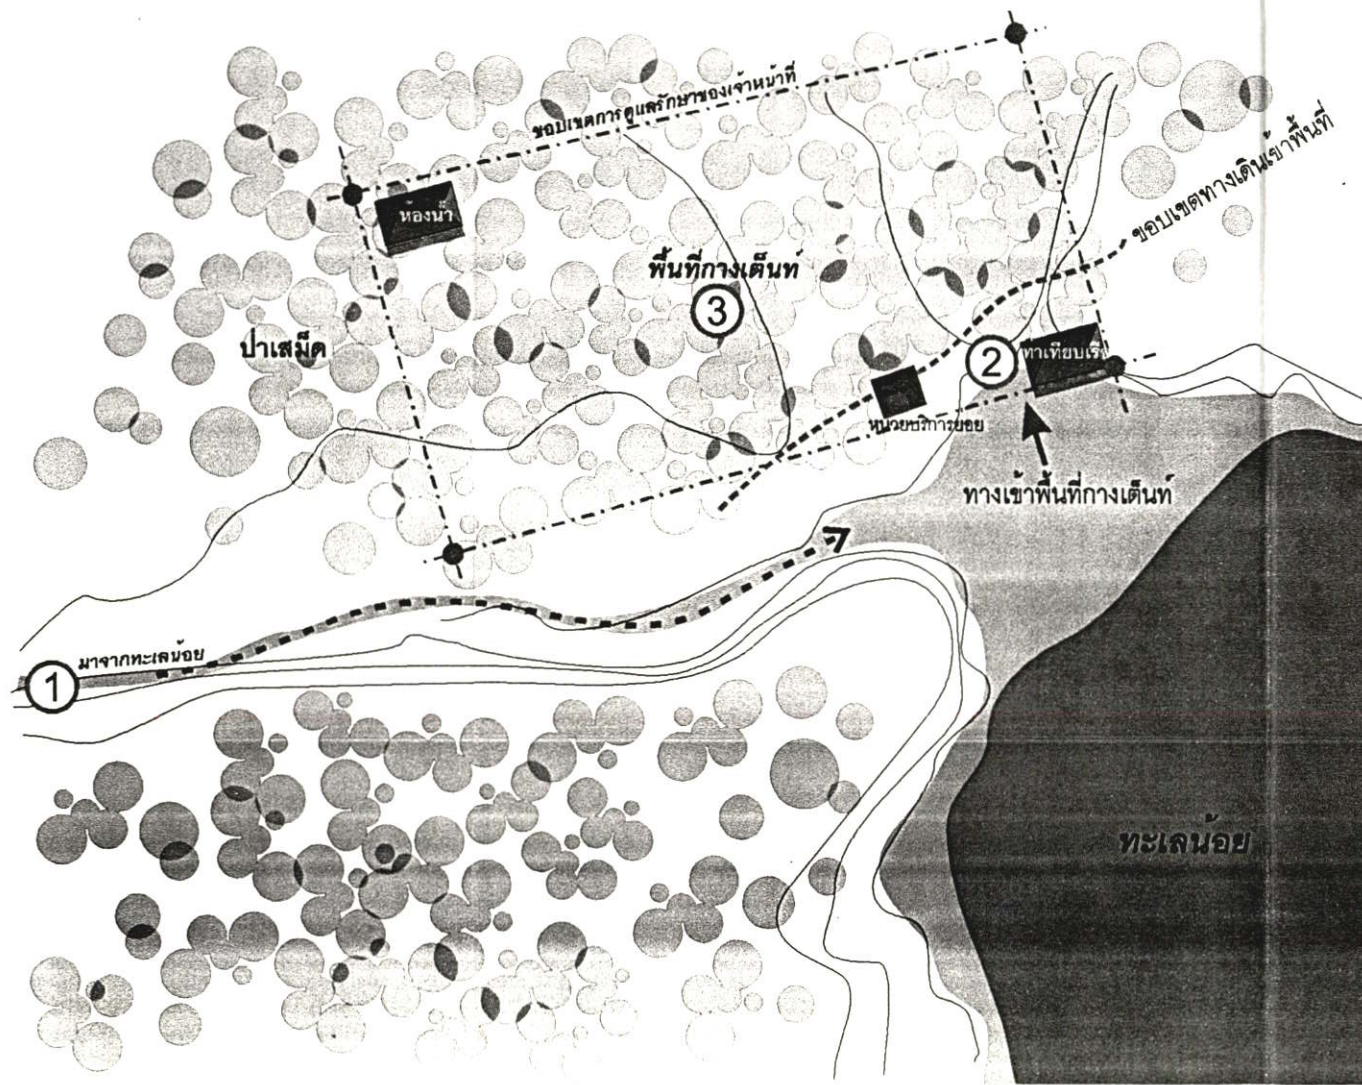 ขอบเขตการดูแลรักษาของเจ้าหน้าที่
ขอบเขตทางเดินเข้าพื้นที่
ห้องน้ำ
พื้นที่กางเต็นท์
3
ป่าเสม็ด
2
ท่าเทียบเรือ
หน่วยบริการย่อย
ทางเข้าพื้นที่กางเต็นท์
มาจากทะเลน้อย
1
ทะเลน้อย